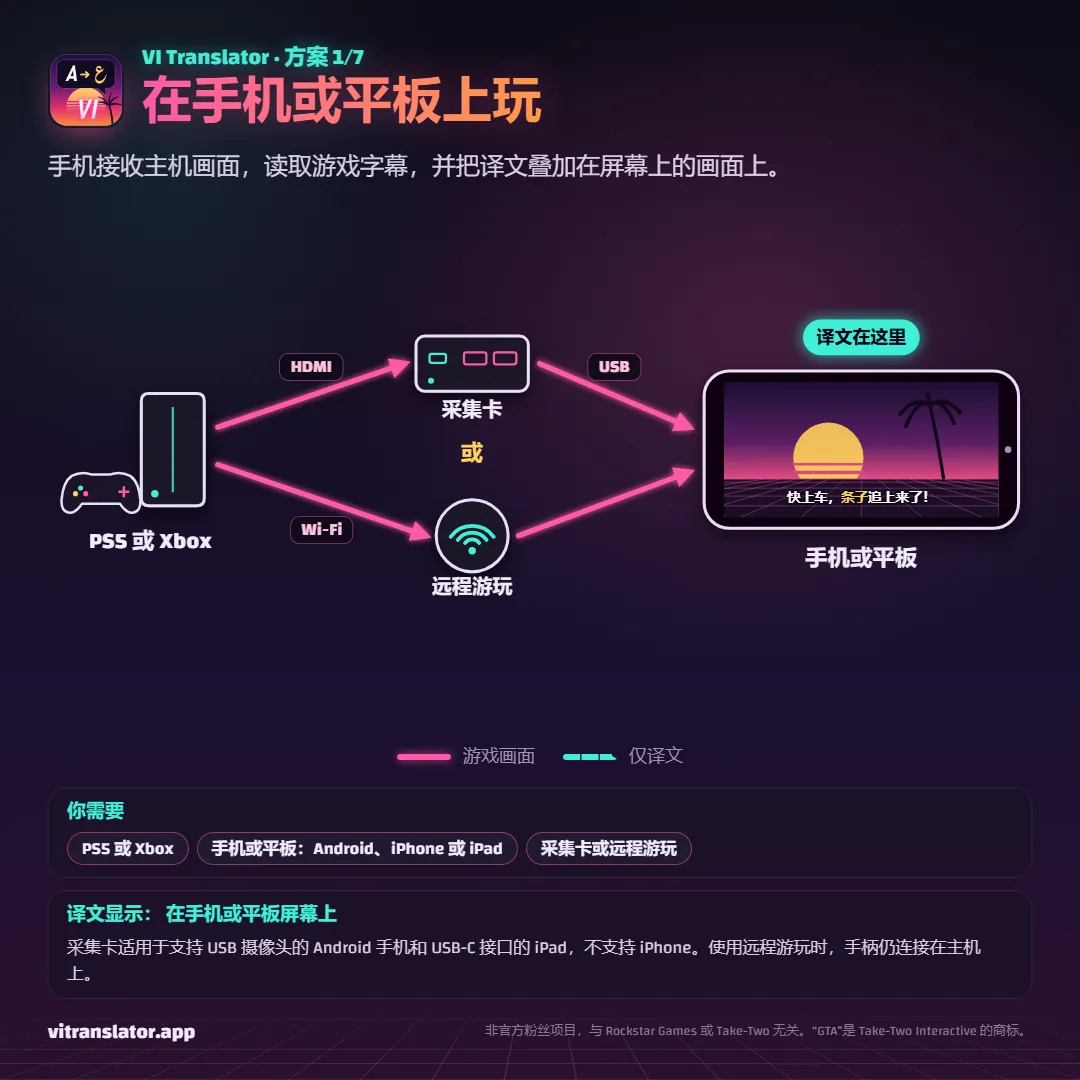 A→ع
VI
VI Translator · 方案 1/7
在手机或平板上玩
手机接收主机画面，读取游戏字幕，并把译文叠加在屏幕上的画面上。
译文在这里
HDMI
USB
采集卡
或
快上车，条子追上来了！
Wi-Fi
PS5 或 Xbox
手机或平板
远程游玩
游戏画面
仅译文
你需要
PS5 或 Xbox
手机或平板：Android、iPhone 或 iPad
采集卡或远程游玩
译文显示： 在手机或平板屏幕上
采集卡适用于支持 USB 摄像头的 Android 手机和 USB-C 接口的 iPad，不支持 iPhone。使用远程游玩时，手柄仍连接在主机
上。
vitranslator.app
非官方粉丝项目，与 Rockstar Games 或 Take-Two 无关。“GTA”是 Take-Two Interactive 的商标。